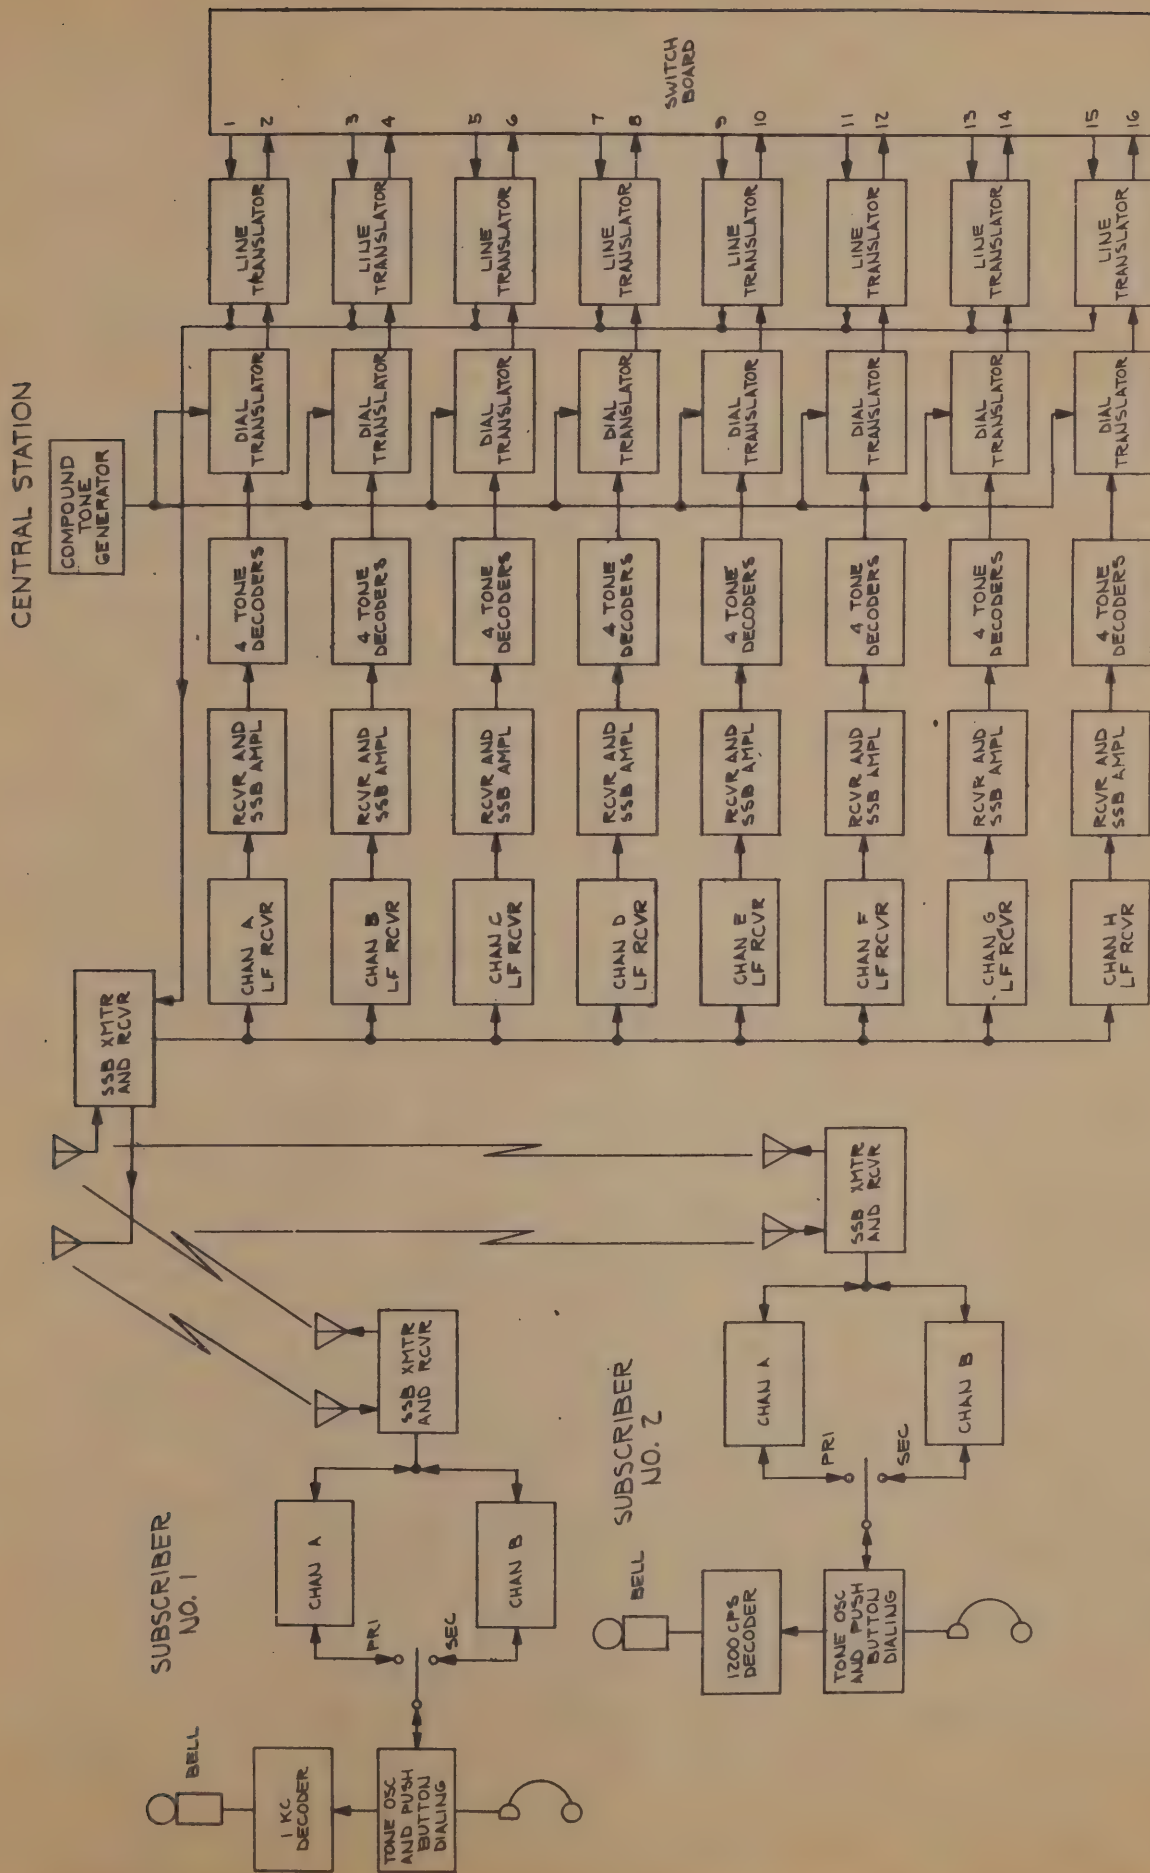 CENTRAL STATION
COMPOUND
TONE
GENERATOR
SSB XMTR
AND RCVR
CHAN A
LF RCVR
RCVR AND
SSB AMPL
4 TONE
DECODERS
DIAL
TRANSLATOR
LINE
TRANSLATOR
1
2
CHAN B
LF RCVR
RCVR AND
SSB AMPL
4 TONE
DECODERS
DIAL
TRANSLATOR
LINE
TRANSLATOR
3
4
CHAN C
LF RCVR
RCVR AND
SSB AMPL
4 TONE
DECODERS
DIAL
TRANSLATOR
LINE
TRANSLATOR
5
6
CHAN D
LF RCVR
RCVR AND
SSB AMPL
4 TONE
DECODERS
DIAL
TRANSLATOR
LINE
TRANSLATOR
7
8
SWITCH
BOARD
CHAN E
LF RCVR
RCVR AND
SSB AMPL
4 TONE
DECODERS
DIAL
TRANSLATOR
LINE
TRANSLATOR
9
10
CHAN F
LF RCVR
RCVR AND
SSB AMPL
4 TONE
DECODERS
DIAL
TRANSLATOR
LINE
TRANSLATOR
11
12
CHAN G
LF RCVR
RCVR AND
SSB AMPL
4 TONE
DECODERS
DIAL
TRANSLATOR
LINE
TRANSLATOR
13
14
CHAN H
LF RCVR
RCVR AND
SSB AMPL
4 TONE
DECODERS
DIAL
TRANSLATOR
LINE
TRANSLATOR
15
16
SUBSCRIBER
NO. 1
BELL
1 KC
DECODER
TONE OSC
AND PUSH
BUTTON
DIALING
PRI
SEC
CHAN A
CHAN B
SSB XMTR
AND RCVR
SUBSCRIBER
NO. 2
BELL
1200 CPS
DECODER
TONE OSC
AND PUSH
BUTTON
DIALING
PRI
SEC
CHAN A
CHAN B
SSB XMTR
AND RCVR